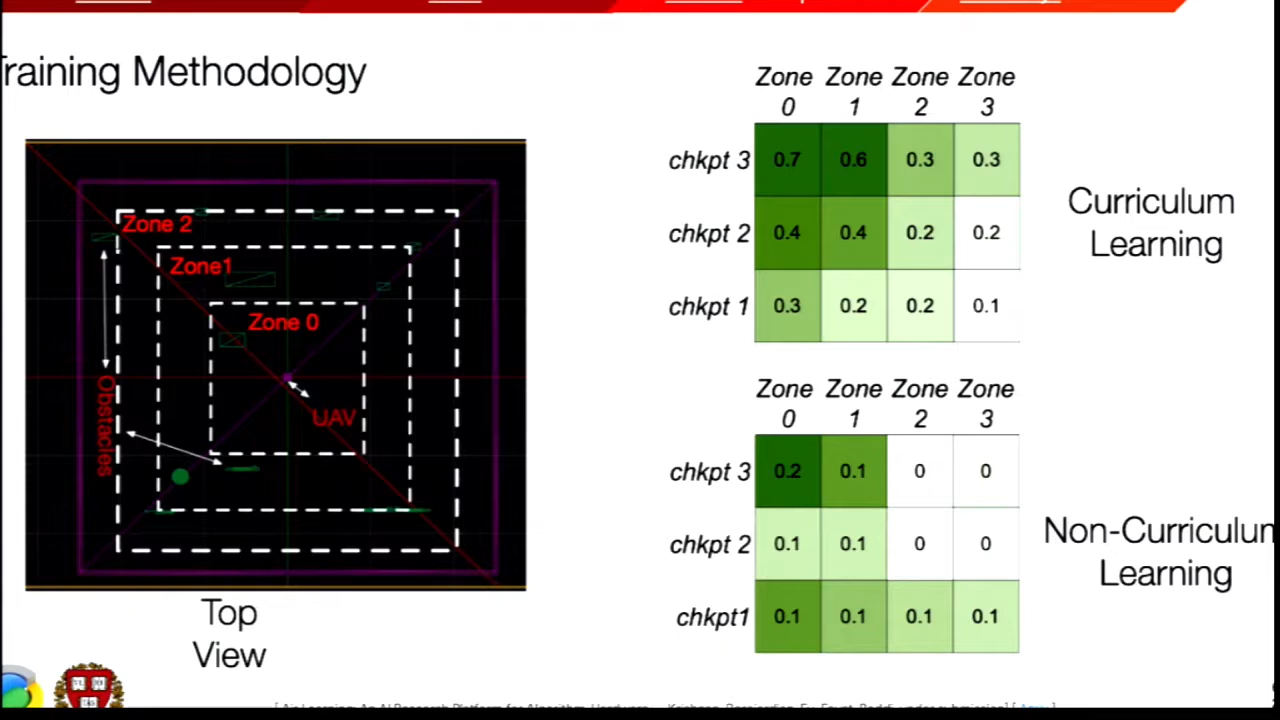 Training Methodology
Zone 2
Zone1
Zone 0
UAV
Obstacles
Top
View
Zone Zone Zone Zone
0 1 2 3
chkpt 3 0.7 0.6 0.3 0.3
chkpt 2 0.4 0.4 0.2 0.2
chkpt 1 0.3 0.2 0.2 0.1
Curriculum
Learning
Zone Zone Zone Zone
0 1 2 3
chkpt 3 0.2 0.1 0 0
chkpt 2 0.1 0.1 0 0
chkpt1 0.1 0.1 0.1 0.1
Non-Curriculum
Learning